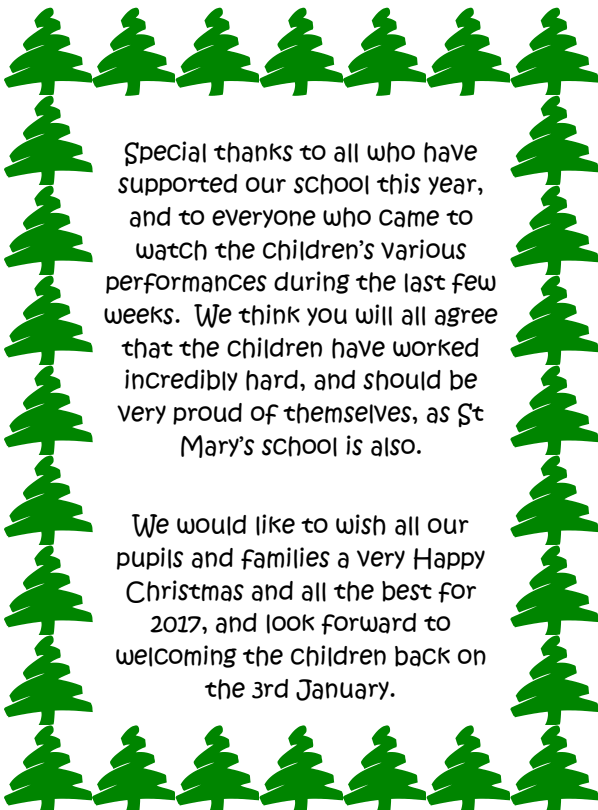 Special thanks to all who have
supported our school this year,
and to everyone who came to
watch the children's various
performances during the last few
weeks.  We think you will all agree
that the children have worked
incredibly hard, and should be
very proud of themselves, as St
Mary's school is also.
We would like to wish all our
pupils and families a very Happy
Christmas and all the best for
2017, and look forward to
welcoming the children back on
the 3rd January.